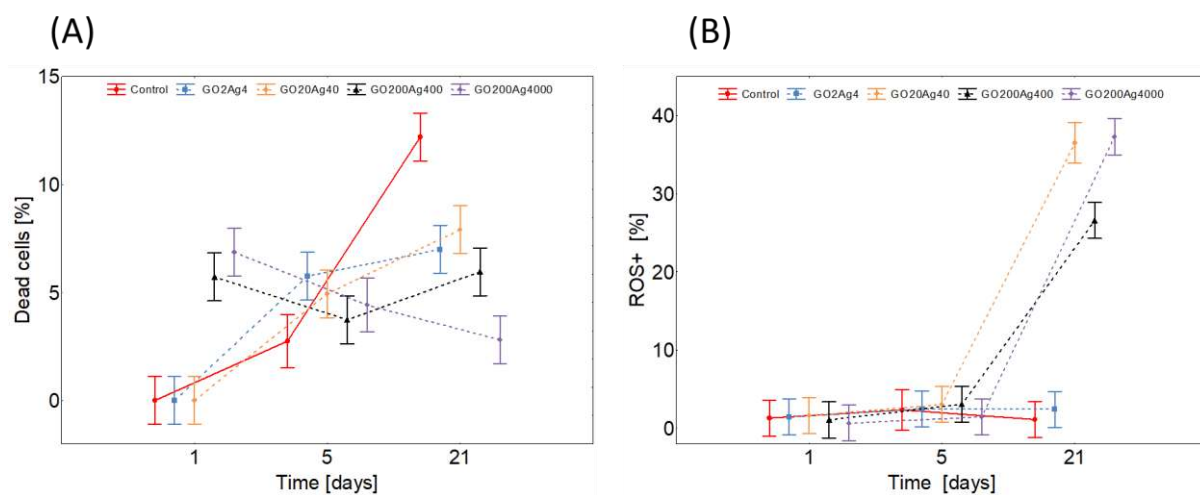 (A)
(B)
Control GO2Ag4 GO20Ag40 GO200Ag400 GO200Ag4000
15
10
5
0
Dead cells [%]
1 5 21
Time [days]
Control GO2Ag4 GO20Ag40 GO200Ag400 GO200Ag4000
40
30
20
10
0
ROS+ [%]
1 5 21
Time [days]